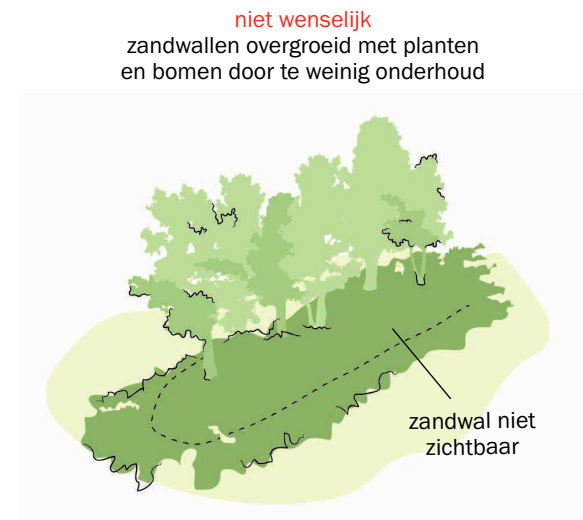 niet wenselijk
zandwallen overgroeid met planten
en bomen door te weinig onderhoud
zandwal niet
zichtbaar